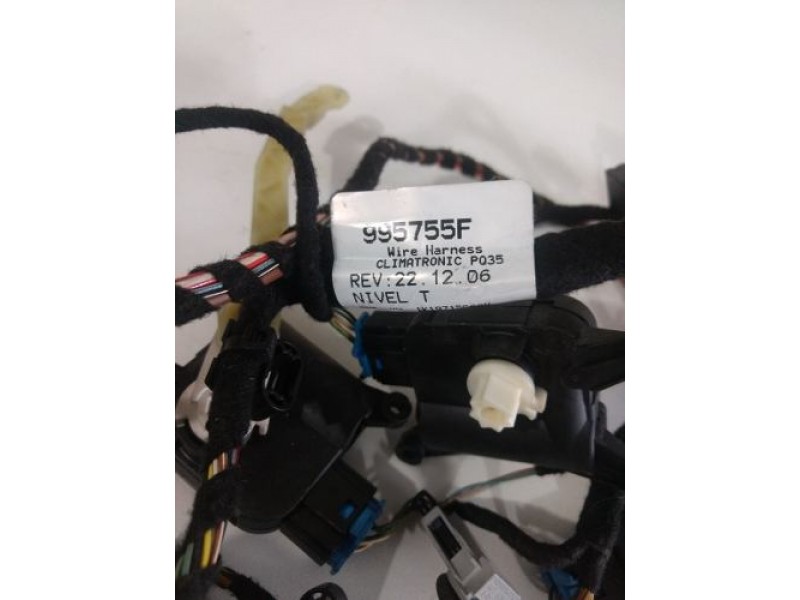 995755F
Wire Harness
CLIMATRONIC PQ35
REV:22.12.06
NIVEL T